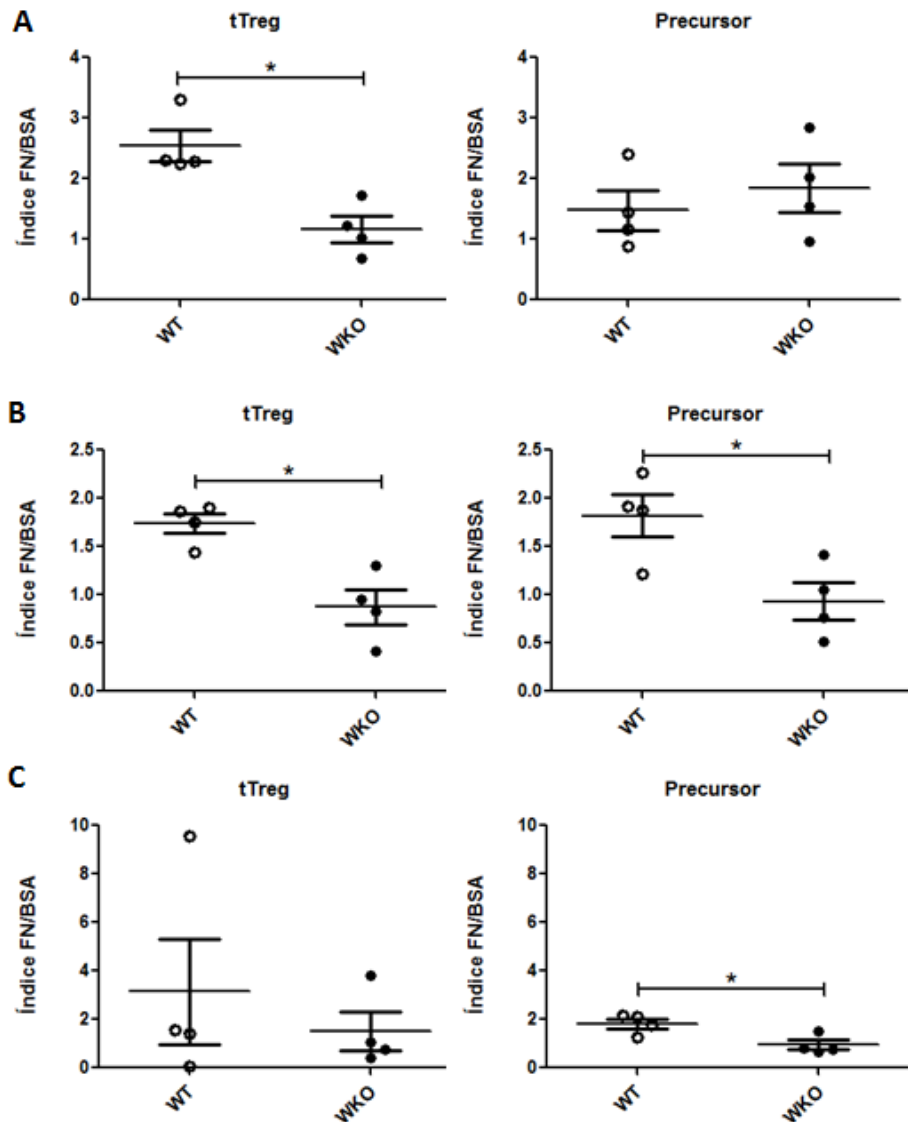 A
tTreg
Precursor
Índice FN/BSA
4
3
2
1
0
*
WT
WKO
Índice FN/BSA
4
3
2
1
0
WT
WKO
B
tTreg
Precursor
Índice FN/BSA
2.5
2.0
1.5
1.0
0.5
0.0
*
WT
WKO
Índice FN/BSA
2.5
2.0
1.5
1.0
0.5
0.0
*
WT
WKO
C
tTreg
Precursor
Índice FN/BSA
10
8
6
4
2
0
WT
WKO
Índice FN/BSA
10
8
6
4
2
0
*
WT
WKO